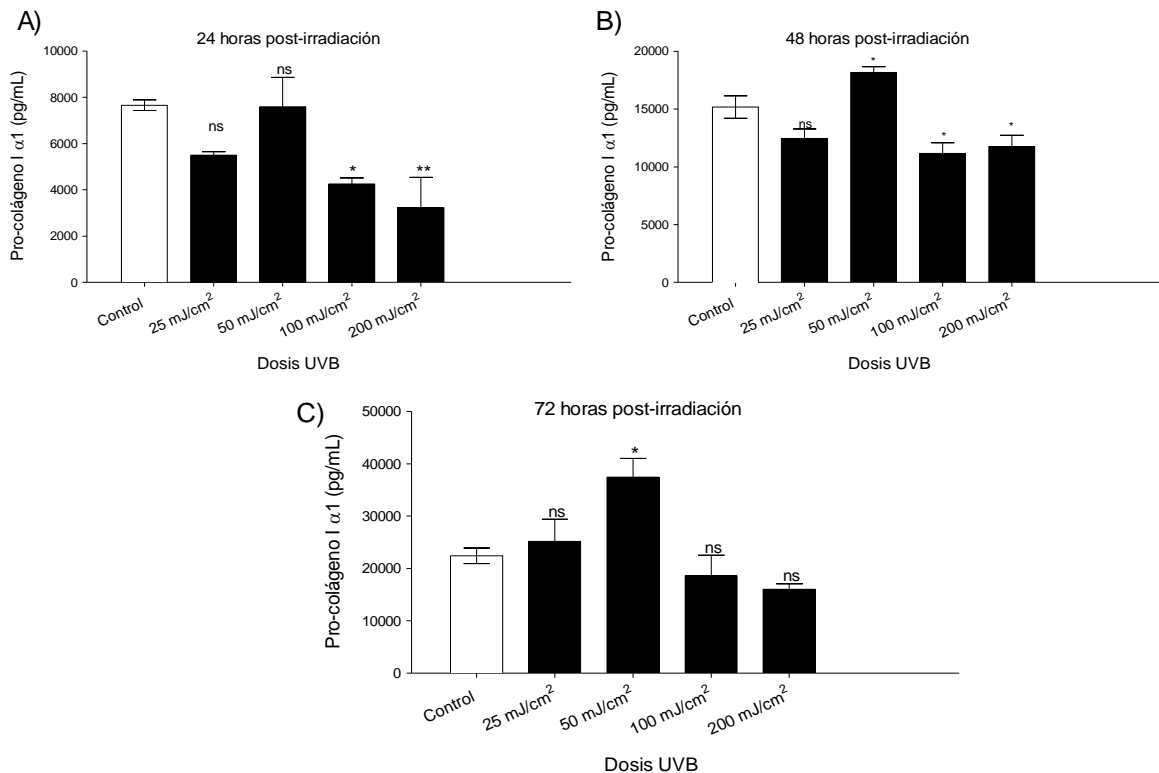 A)
24 horas post-irradiación
Pro-colágeno I α1 (pg/mL)
10000
8000
6000
4000
2000
0
ns
ns
*
**
Control
25 mJ/cm²
50 mJ/cm²
100 mJ/cm²
200 mJ/cm²
Dosis UVB
B)
48 horas post-irradiación
Pro-colágeno I α1 (pg/mL)
20000
15000
10000
5000
0
ns
*
*
*
Control
25 mJ/cm²
50 mJ/cm²
100 mJ/cm²
200 mJ/cm²
Dosis UVB
C)
72 horas post-irradiación
Pro-colágeno I α1 (pg/mL)
50000
40000
30000
20000
10000
0
ns
*
ns
ns
Control
25 mJ/cm²
50 mJ/cm²
100 mJ/cm²
200 mJ/cm²
Dosis UVB